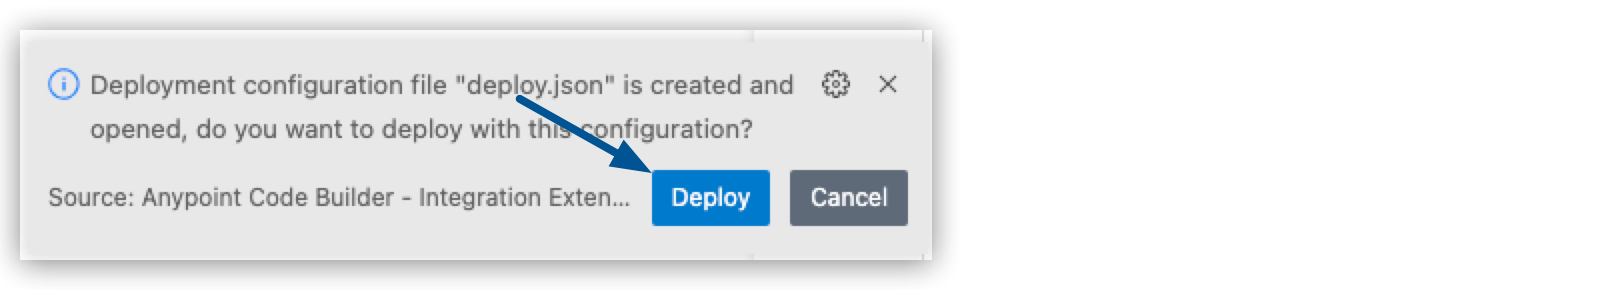 Deployment configuration file "deploy.json" is created and
opened, do you want to deploy with this configuration?
Source: Anypoint Code Builder - Integration Exten...
Deploy
Cancel